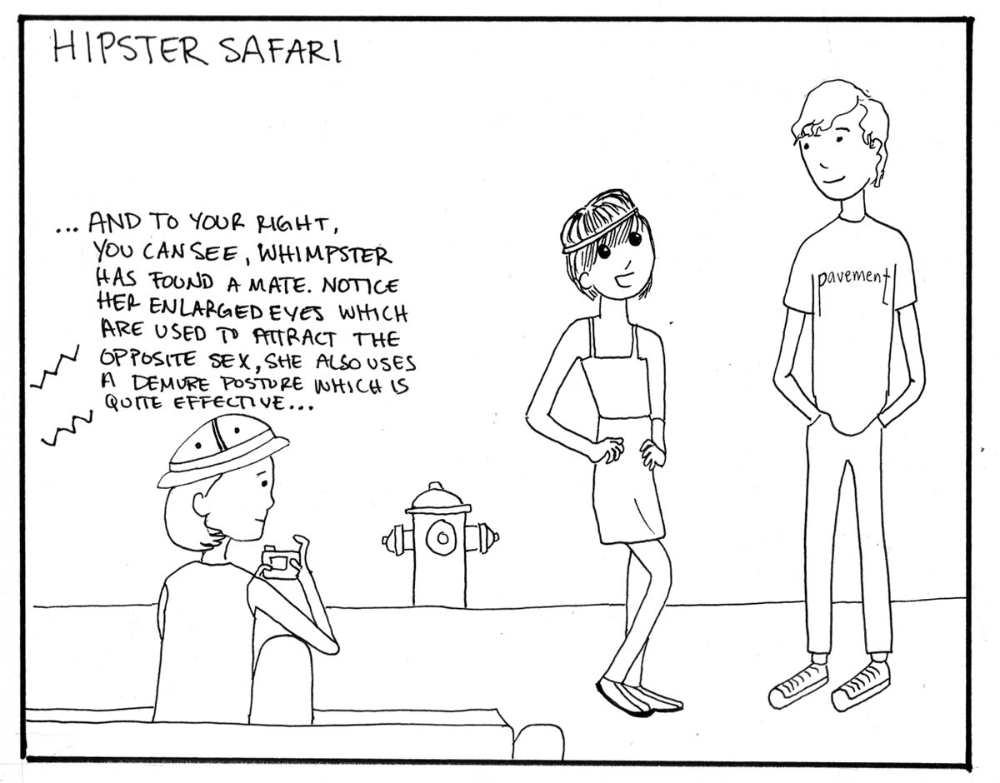 HIPSTER SAFARI
...AND TO YOUR RIGHT,
YOU CAN SEE, WHIMPSTER
HAS FOUND A MATE. NOTICE
HER ENLARGED EYES WHICH
ARE USED TO ATTRACT THE
OPPOSITE SEX, SHE ALSO USES
A DEMURE POSTURE WHICH IS
QUITE EFFECTIVE...
pavement